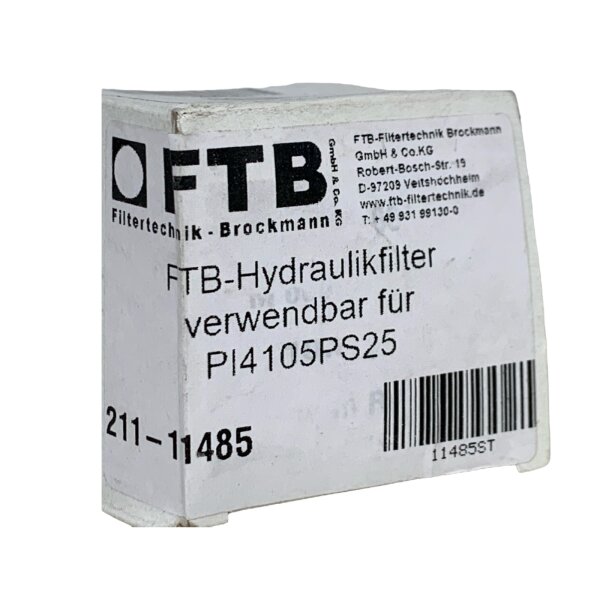 FTB
GmbH & Co. KG
Filtertechnik - Brockmann
FTB-Filtertechnik Brockmann
GmbH & Co.KG
Robert-Bosch-Str. 19
D-97209 Veitshöchheim
www.ftb-filtertechnik.de
T: + 49 931 99130-0
FTB-Hydraulikfilter
verwendbar für
PI4105PS25
211-11485
11485ST